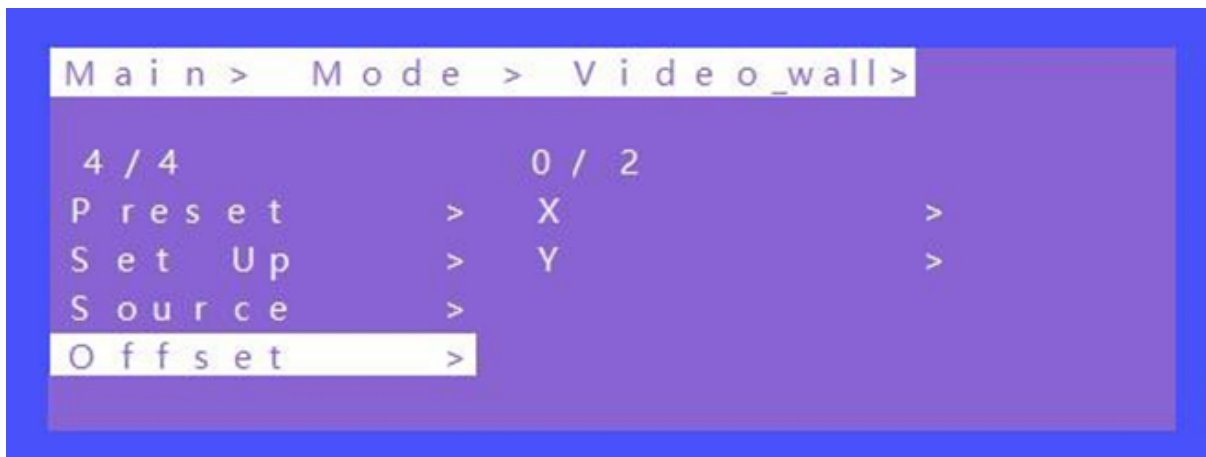 Main> Mode > Video_wall>
4/4 0/ 2
Preset > X >
Set Up > Y >
Source >
Offset >